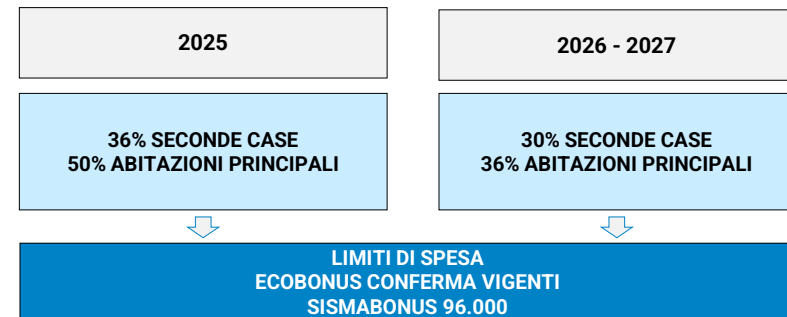 2025
2026 - 2027
36% SECONDE CASE
50% ABITAZIONI PRINCIPALI
30% SECONDE CASE
36% ABITAZIONI PRINCIPALI
LIMITI DI SPESA
ECOBONUS CONFERMA VIGENTI
SISMABONUS 96.000